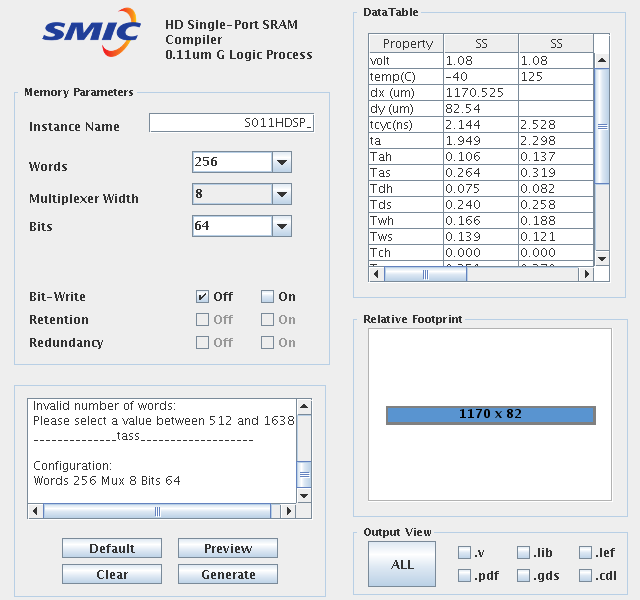 SMIC
HD Single-Port SRAM
Compiler
0.11um G Logic Process
Memory Parameters
Instance Name S011HDSP_
Words 256
Multiplexer Width 8
Bits 64
Bit-Write Off On
Retention Off On
Redundancy Off On
Invalid number of words:
Please select a value between 512 and 1638
_____________tass__________________
Configuration:
Words 256 Mux 8 Bits 64
Default Preview
Clear Generate
DataTable
Property SS SS
volt 1.08 1.08
temp(C) -40 125
dx (um) 1170.525
dy (um) 82.54
tcyc(ns) 2.144 2.528
ta 1.949 2.298
Tah 0.106 0.137
Tas 0.264 0.319
Tdh 0.075 0.082
Tds 0.240 0.258
Twh 0.166 0.188
Tws 0.139 0.121
Tch 0.000 0.000
Relative Footprint
1170 x 82
Output View
ALL
.v .lib .lef
.pdf .gds .cdl